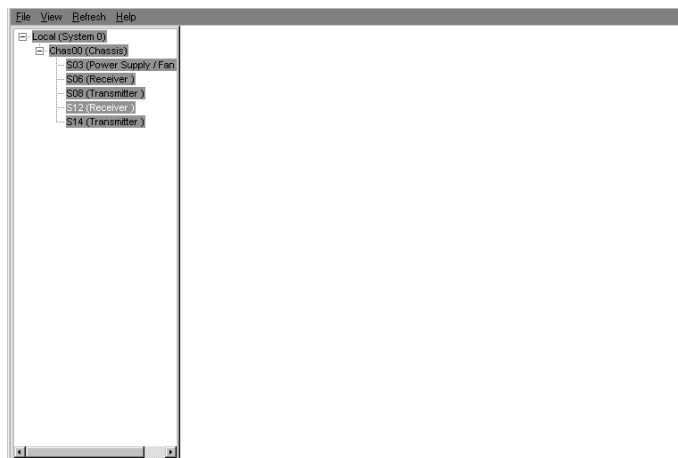 File View Refresh Help
Local (System 0)
Chas00 (Chassis)
S03 (Power Supply / Fan
S06 (Receiver )
S08 (Transmitter )
S12 (Receiver )
S14 (Transmitter )